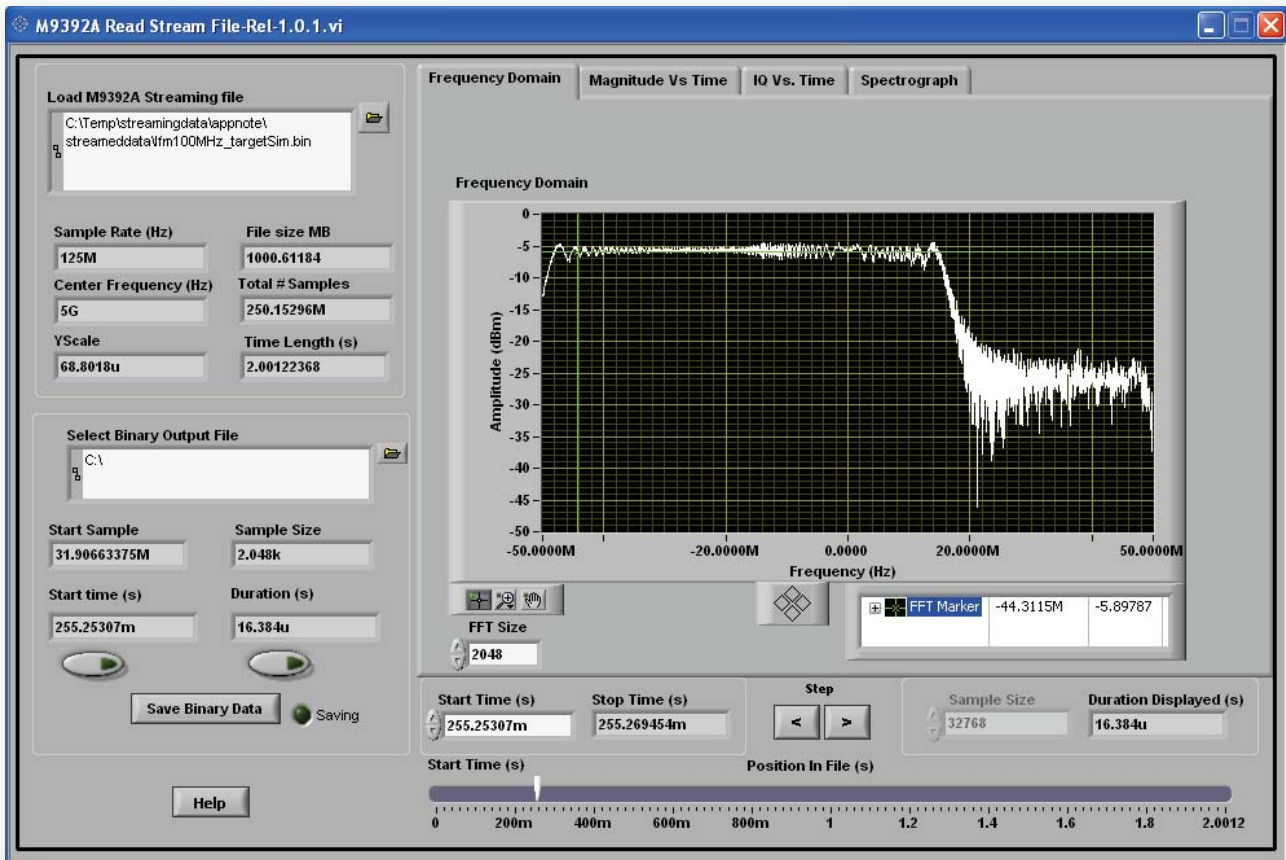 M9392A Read Stream File-Rel-1.0.1.vi
Load M9392A Streaming file
C:\Temp\streamingdata\appnote\
streameddata\lfm100MHz_targetSim.bin
Sample Rate (Hz)
File size MB
125M
1000.61184
Center Frequency (Hz)
Total # Samples
5G
250.15296M
YScale
Time Length (s)
68.8018u
2.00122368
Select Binary Output File
C:\
Start Sample
Sample Size
31.90663375M
2.048k
Start time (s)
Duration (s)
255.25307m
16.384u
Save Binary Data
Saving
Help
Frequency Domain
Magnitude Vs Time
IQ Vs. Time
Spectrograph
Frequency Domain
Amplitude (dBm)
0
-5
-10
-15
-20
-25
-30
-35
-40
-45
-50
-50.0000M
-20.0000M
0.0000
20.0000M
50.0000M
Frequency (Hz)
FFT Marker
-44.3115M
-5.89787
FFT Size
2048
Start Time (s)
Stop Time (s)
Step
Sample Size
Duration Displayed (s)
255.25307m
255.269454m
<
>
32768
16.384u
Start Time (s)
Position In File (s)
0
200m
400m
600m
800m
1
1.2
1.4
1.6
1.8
2.0012